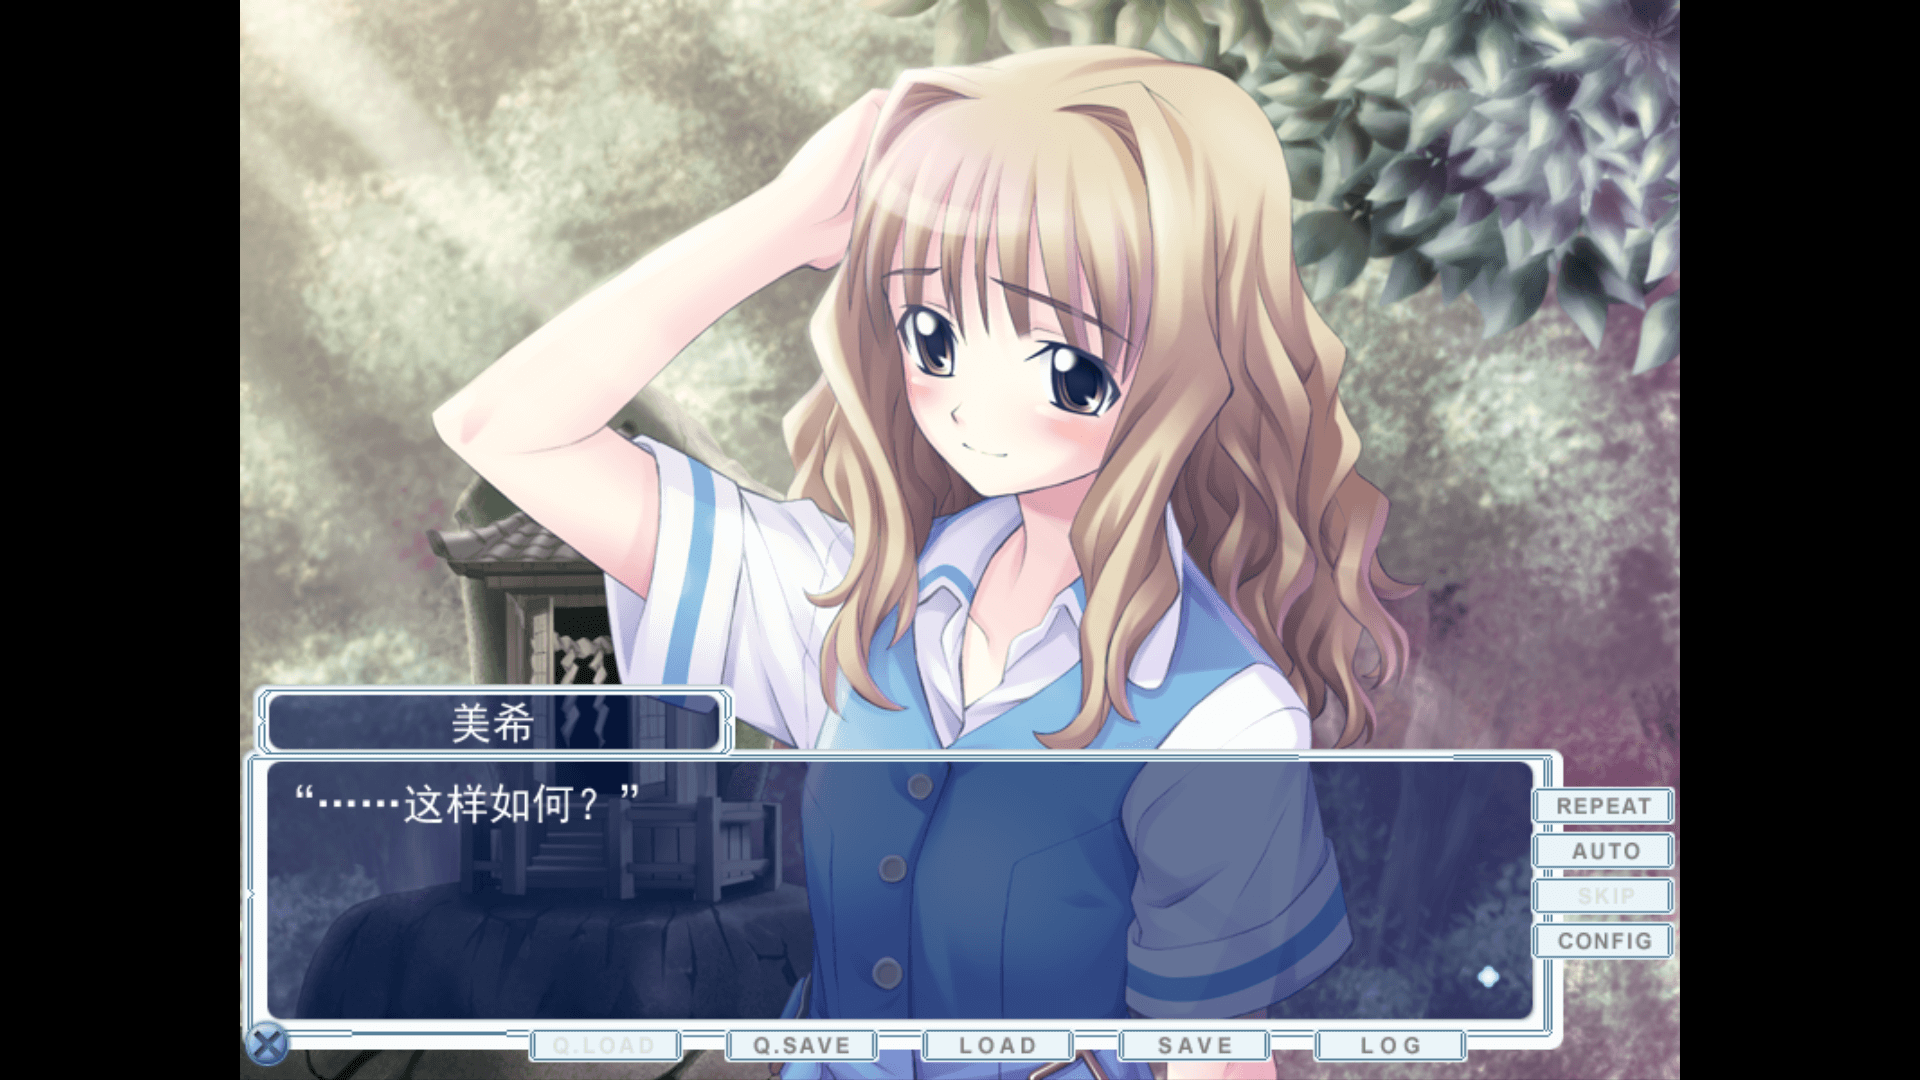 美希
“……这样如何？”
REPEAT
AUTO
SKIP
CONFIG
Q.LOAD
Q.SAVE
LOAD
SAVE
LOG